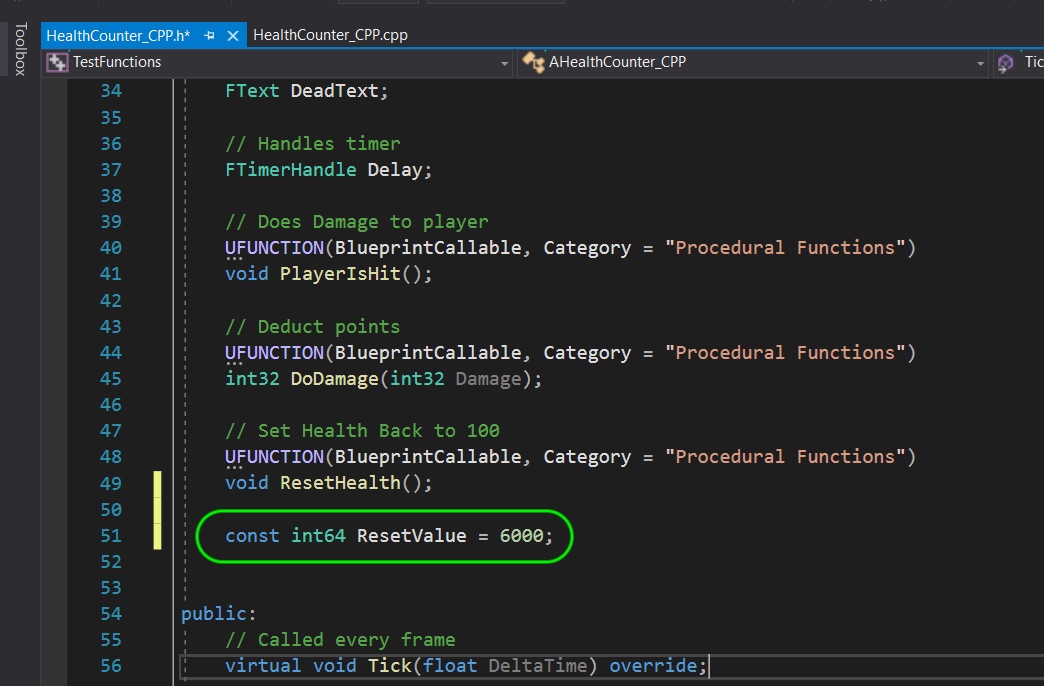 Toolbox
HealthCounter_CPP.h* HealthCounter_CPP.cpp
TestFunctions AHealthCounter_CPP Tic
34 FText DeadText;
35
36 // Handles timer
37 FTimerHandle Delay;
38
39 // Does Damage to player
40 UFUNCTION(BlueprintCallable, Category = "Procedural Functions")
41 void PlayerIsHit();
42
43 // Deduct points
44 UFUNCTION(BlueprintCallable, Category = "Procedural Functions")
45 int32 DoDamage(int32 Damage);
46
47 // Set Health Back to 100
48 UFUNCTION(BlueprintCallable, Category = "Procedural Functions")
49 void ResetHealth();
50
51 const int64 ResetValue = 6000;
52
53
54 public:
55 // Called every frame
56 virtual void Tick(float DeltaTime) override;